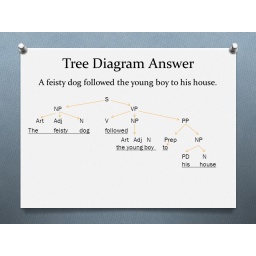 Tree Diagram Answer
A feisty dog followed the young boy to his house.
S
NP VP
Art Adj N V NP PP
The feisty dog followed
Art Adj N Prep NP
the young boy to
PD N
his house